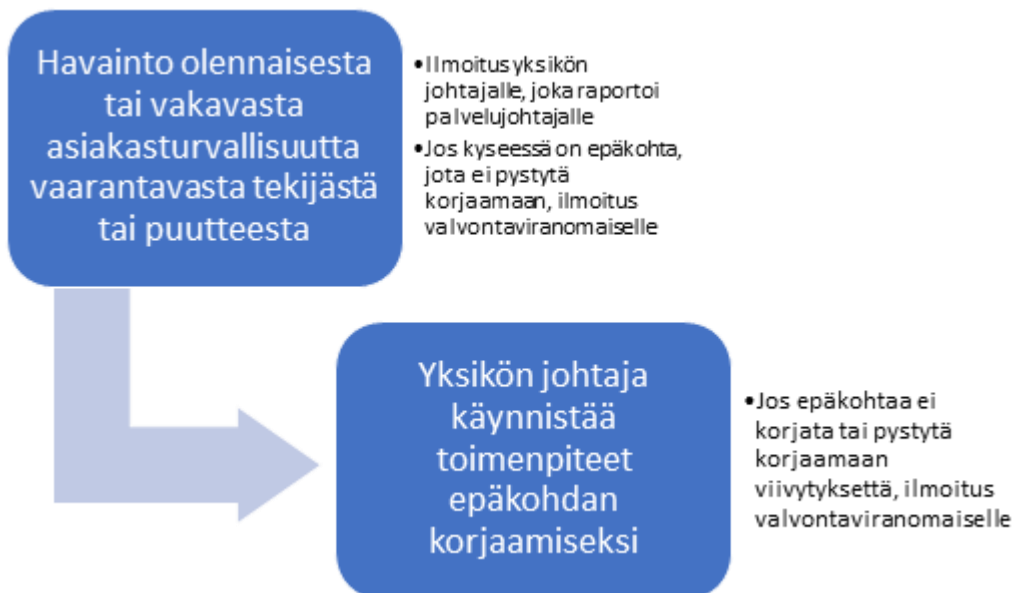 Havainto olennaisesta
tai vakavasta
asiakasturvallisuutta
vaarantavasta tekijästä
tai puutteesta
•Ilmoitus yksikön
johtajalle, joka raportoi
palvelujohtajalle
•Jos kyseessä on epäkohta,
jota ei pystytä
korjaamaan, ilmoitus
valvontaviranomaiselle
Yksikön johtaja
käynnistää
toimenpiteet
epäkohdan
korjaamiseksi
•Jos epäkohtaa ei
korjata tai pystytä
korjaamaan
viivytyksettä, ilmoitus
valvontaviranomaiselle